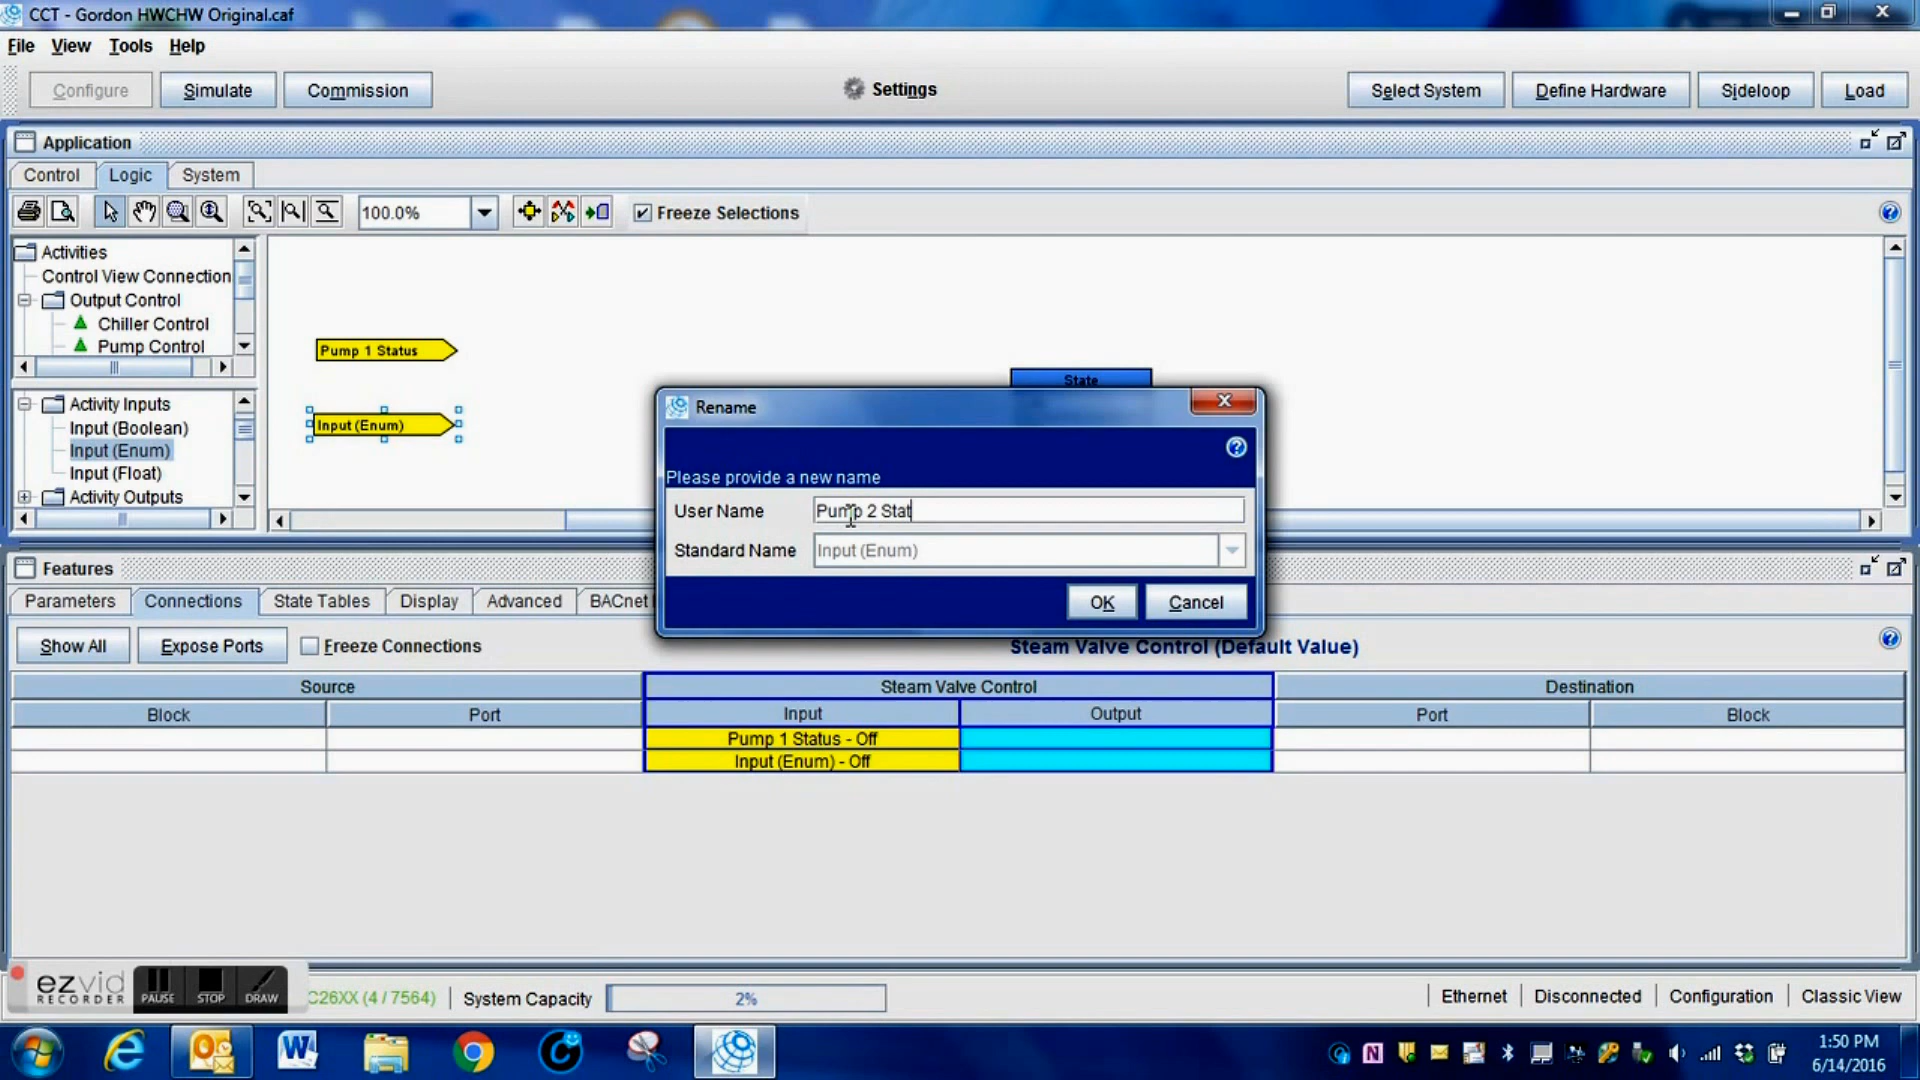 CCT - Gordon HWCHW Original.caf
File View Tools Help
Configure Simulate Commission Settings Select System Define Hardware Sideloop Load
Application
Control Logic System
100.0% Freeze Selections
Activities
Control View Connection
Output Control
Chiller Control
Pump Control
Pump 1 Status
State
Activity Inputs
Input (Boolean)
Input (Enum)
Input (Float)
Activity Outputs
Input (Enum)
Rename
Please provide a new name
User Name Pump 2 Stat
Standard Name Input (Enum)
OK Cancel
Features
Parameters Connections State Tables Display Advanced BACnet
Show All Expose Ports Freeze Connections Steam Valve Control (Default Value)
Source Steam Valve Control Destination
Block Port Input Output Port Block
Pump 1 Status - Off
Input (Enum) - Off
ezvid
RECORDER
PAUSE STOP DRAW
C26XX (4 / 7564) System Capacity 2% Ethernet Disconnected Configuration Classic View
1:50 PM
6/14/2016